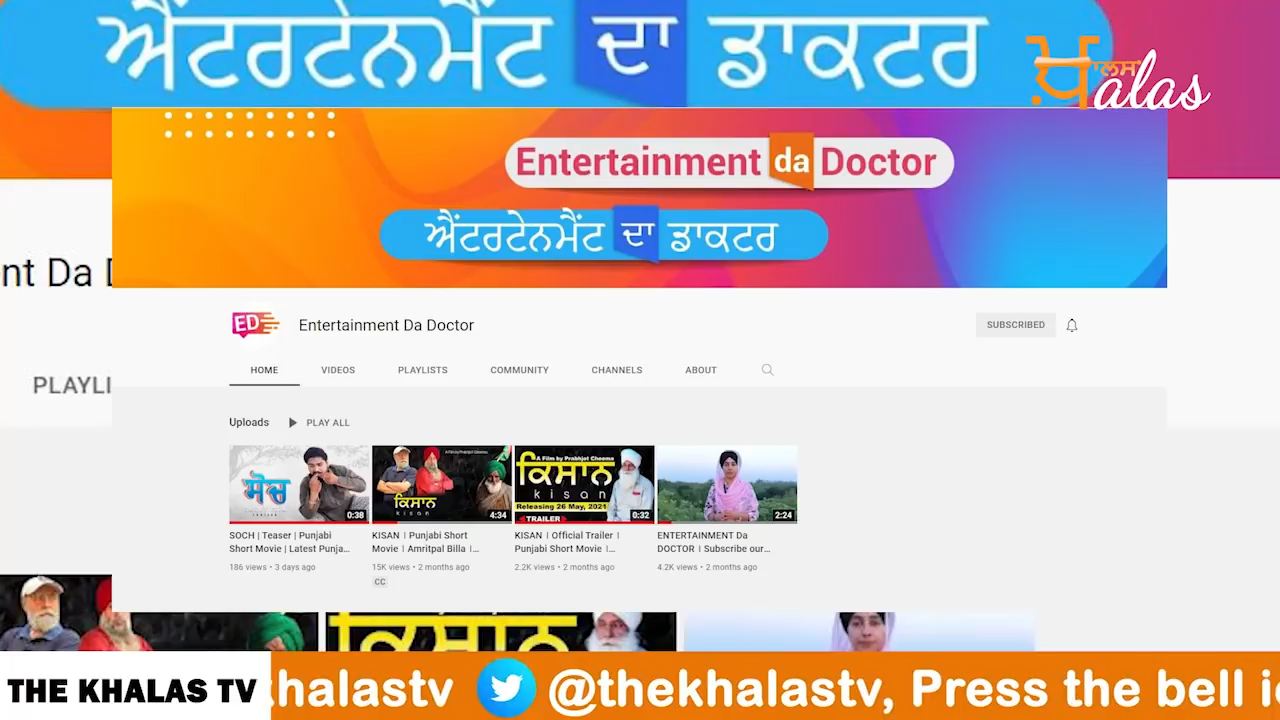 ਐਂਟਰਟੇਨਮੈਂਟ ਦਾ ਡਾਕਟਰ
ਖ਼ਾਲਸ
alas
Entertainment da Doctor
ਐਂਟਰਟੇਨਮੈਂਟ ਦਾ ਡਾਕਟਰ
nt Da D
Entertainment Da Doctor
SUBSCRIBED
PLAYLI
HOME VIDEOS PLAYLISTS COMMUNITY CHANNELS ABOUT
Uploads PLAY ALL
ਸੋਚ
0:38
ਕਿਸਾਨ
kisan
4:34
A Film by Prabhjot Cheema
ਕਿਸਾਨ
kisan
Releasing 26 May, 2021
TRAILER
0:32
2:24
SOCH | Teaser | Punjabi
Short Movie | Latest Punja...
186 views • 3 days ago
KISAN । Punjabi Short
Movie । Amritpal Billa ।...
15K views • 2 months ago
CC
KISAN । Official Trailer ।
Punjabi Short Movie ।...
2.2K views • 2 months ago
ENTERTAINMENT Da
DOCTOR । Subscribe our...
4.2K views • 2 months ago
ਕਿਸਾਨ
THE KHALAS TV
khalastv @thekhalastv, Press the bell ic